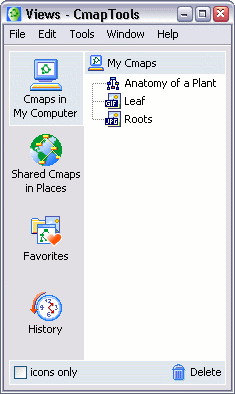 Views - CmapTools
File Edit Tools Window Help
Cmaps in
My Computer
Shared Cmaps
in Places
Favorites
History
My Cmaps
Anatomy of a Plant
GIF Leaf
JPG Roots
icons only
Delete